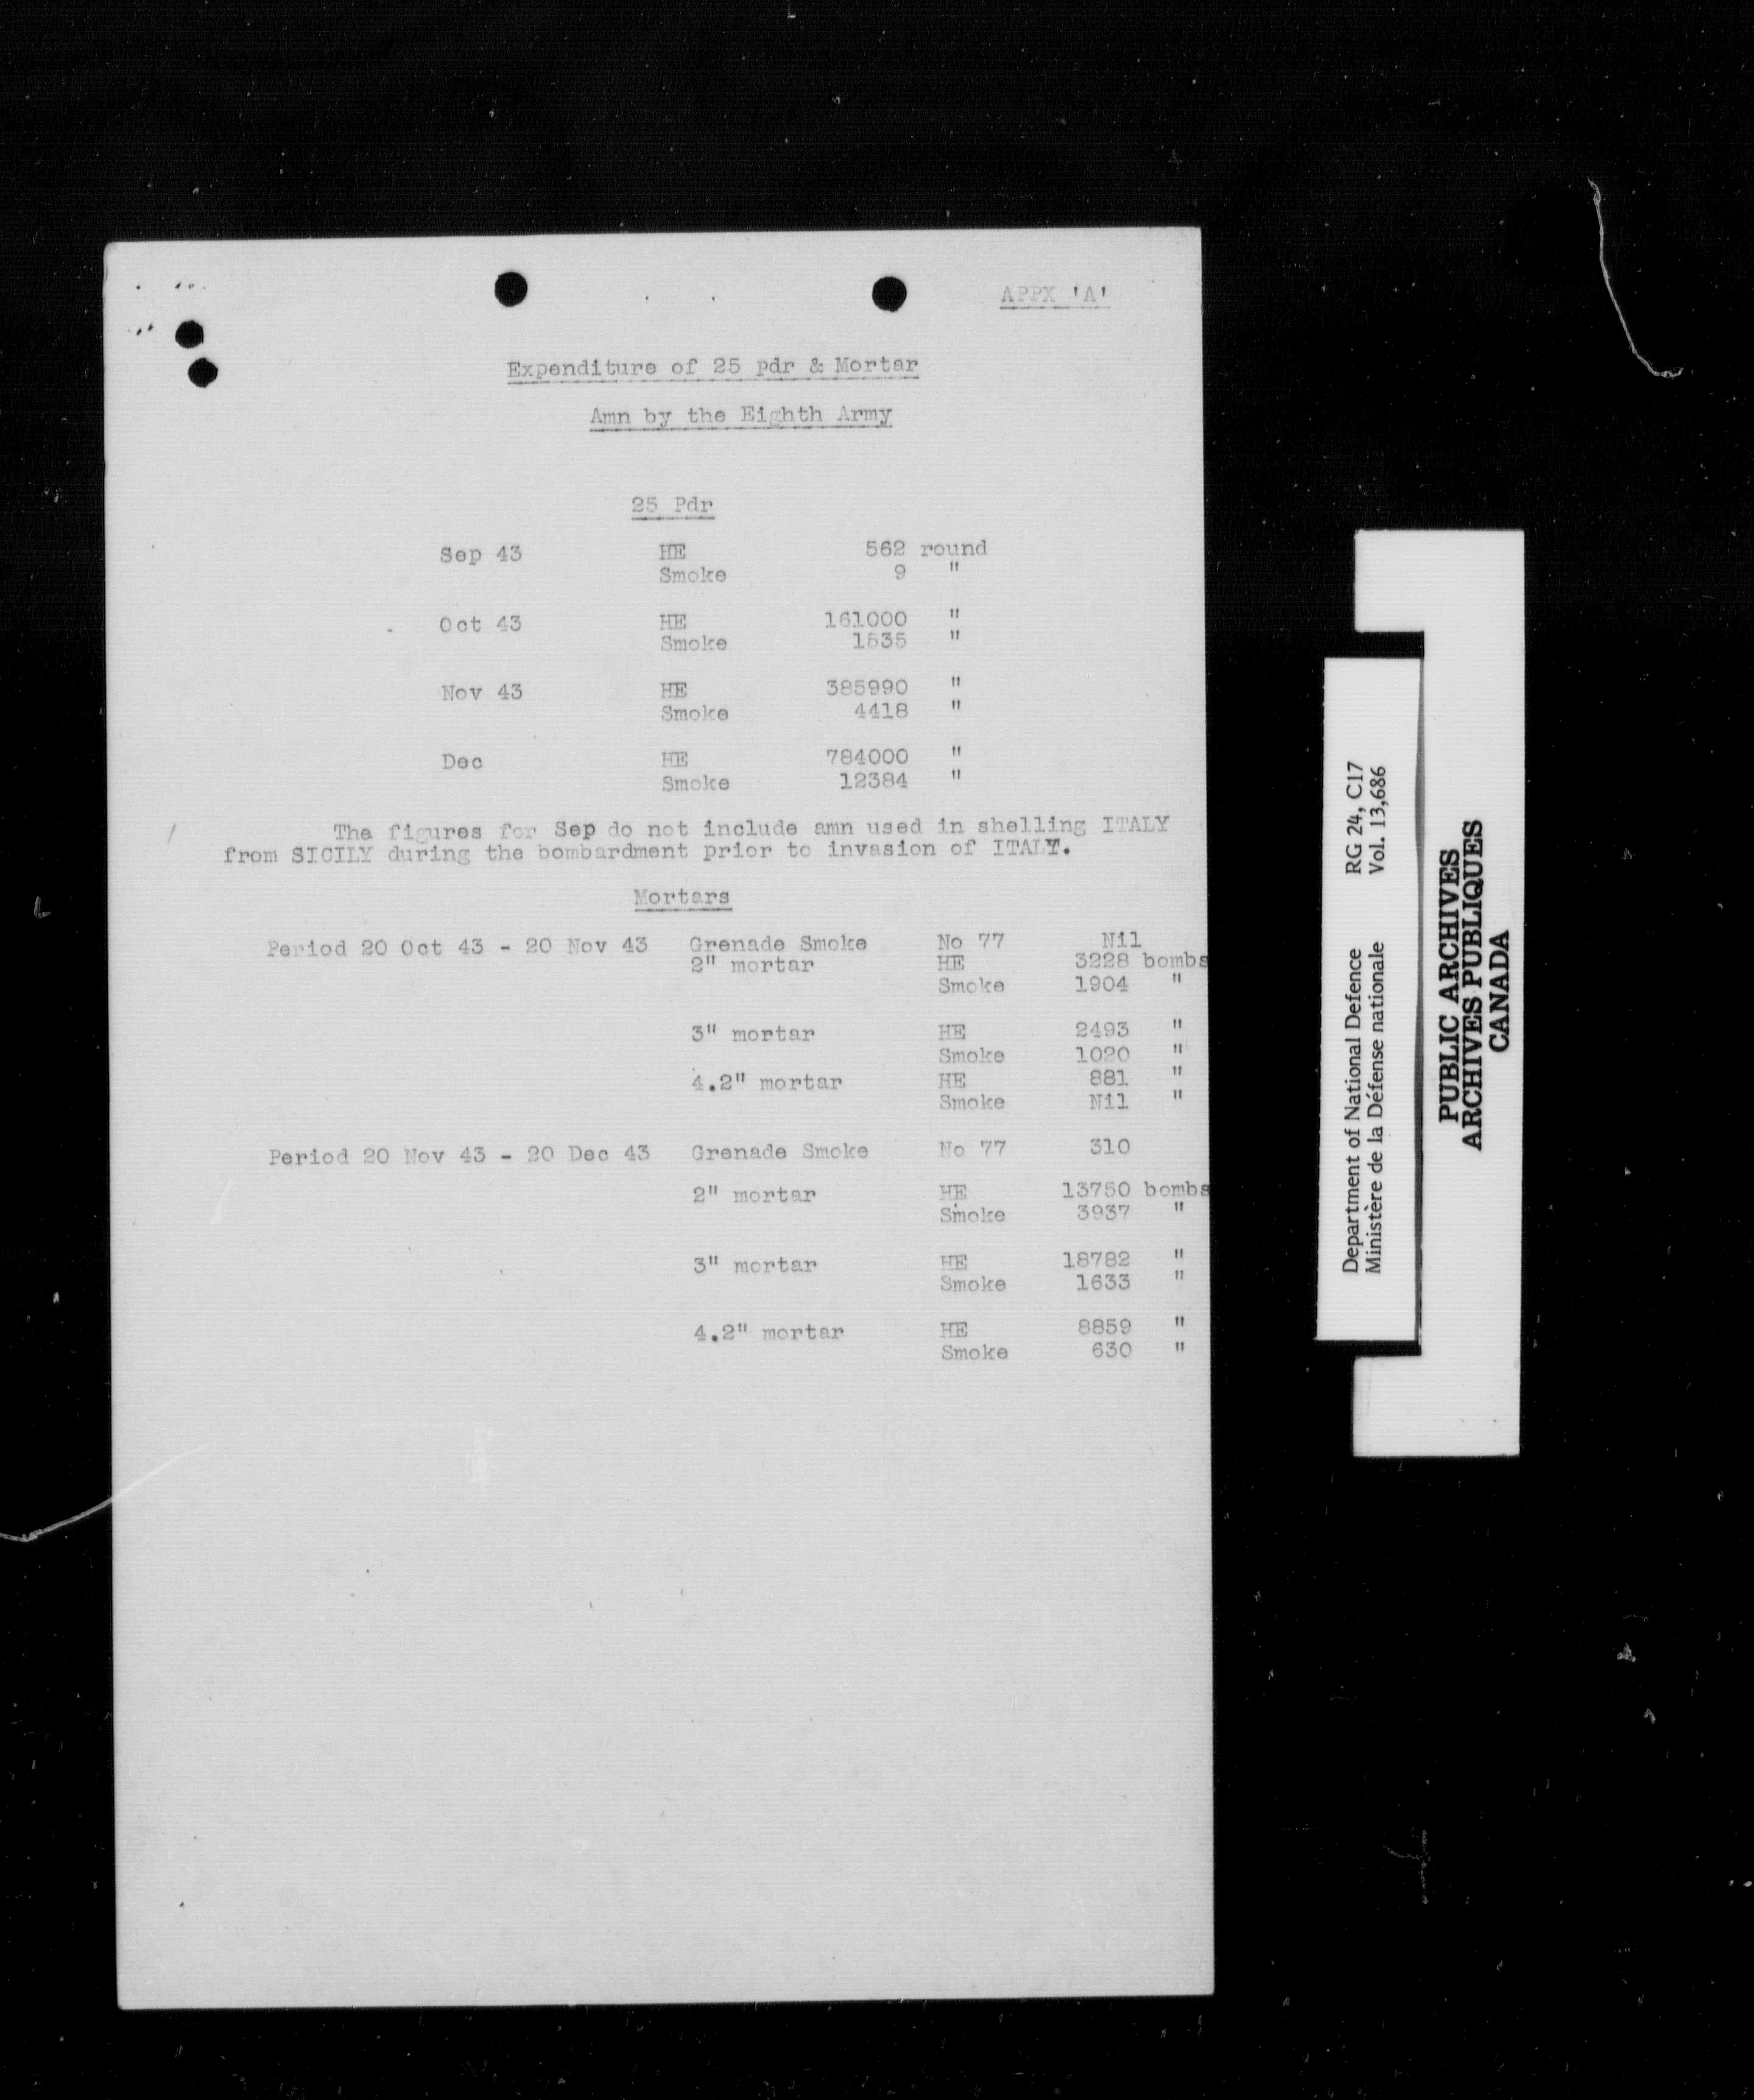 APPX 'A'
Expenditure of 25 pdr & Mortar
Amn by the Eighth Army
25 Pdr
Sep 43 HE 562 round
Smoke 9 "
Oct 43 HE 161000 "
Smoke 1535 "
Nov 43 HE 385990 "
Smoke 4418 "
Dec HE 784000 "
Smoke 12384 "
The figures for Sep do not include amn used in shelling ITALY
from SICILY during the bombardment prior to invasion of ITALY.
Mortars
Period 20 Oct 43 - 20 Nov 43 Grenade Smoke No 77 Nil
2" mortar HE 3228 bombs
Smoke 1904 "
3" mortar HE 2493 "
Smoke 1020 "
4.2" mortar HE 881 "
Smoke Nil "
Period 20 Nov 43 - 20 Dec 43 Grenade Smoke No 77 310
2" mortar HE 13750 bombs
Smoke 3937 "
3" mortar HE 18782 "
Smoke 1633 "
4.2" mortar HE 8859 "
Smoke 630 "
Department of National Defence RG 24, C17
Ministère de la Défense nationale Vol. 13,686
PUBLIC ARCHIVES
ARCHIVES PUBLIQUES
CANADA